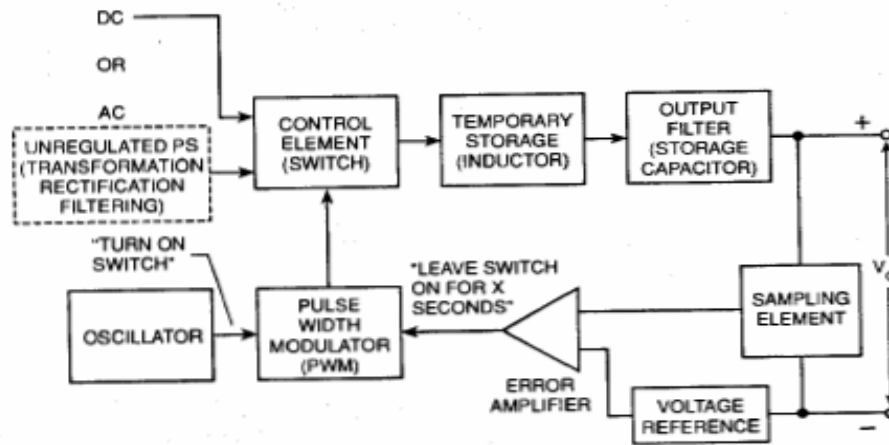 DC
OR
AC
UNREGULATED PS
(TRANSFORMATION
RECTIFICATION
FILTERING)
CONTROL
ELEMENT
(SWITCH)
TEMPORARY
STORAGE
(INDUCTOR)
OUTPUT
FILTER
(STORAGE
CAPACITOR)
+
"TURN ON
SWITCH"
"LEAVE SWITCH
ON FOR X
SECONDS"
OSCILLATOR
PULSE
WIDTH
MODULATOR
(PWM)
ERROR
AMPLIFIER
SAMPLING
ELEMENT
VOLTAGE
REFERENCE
−